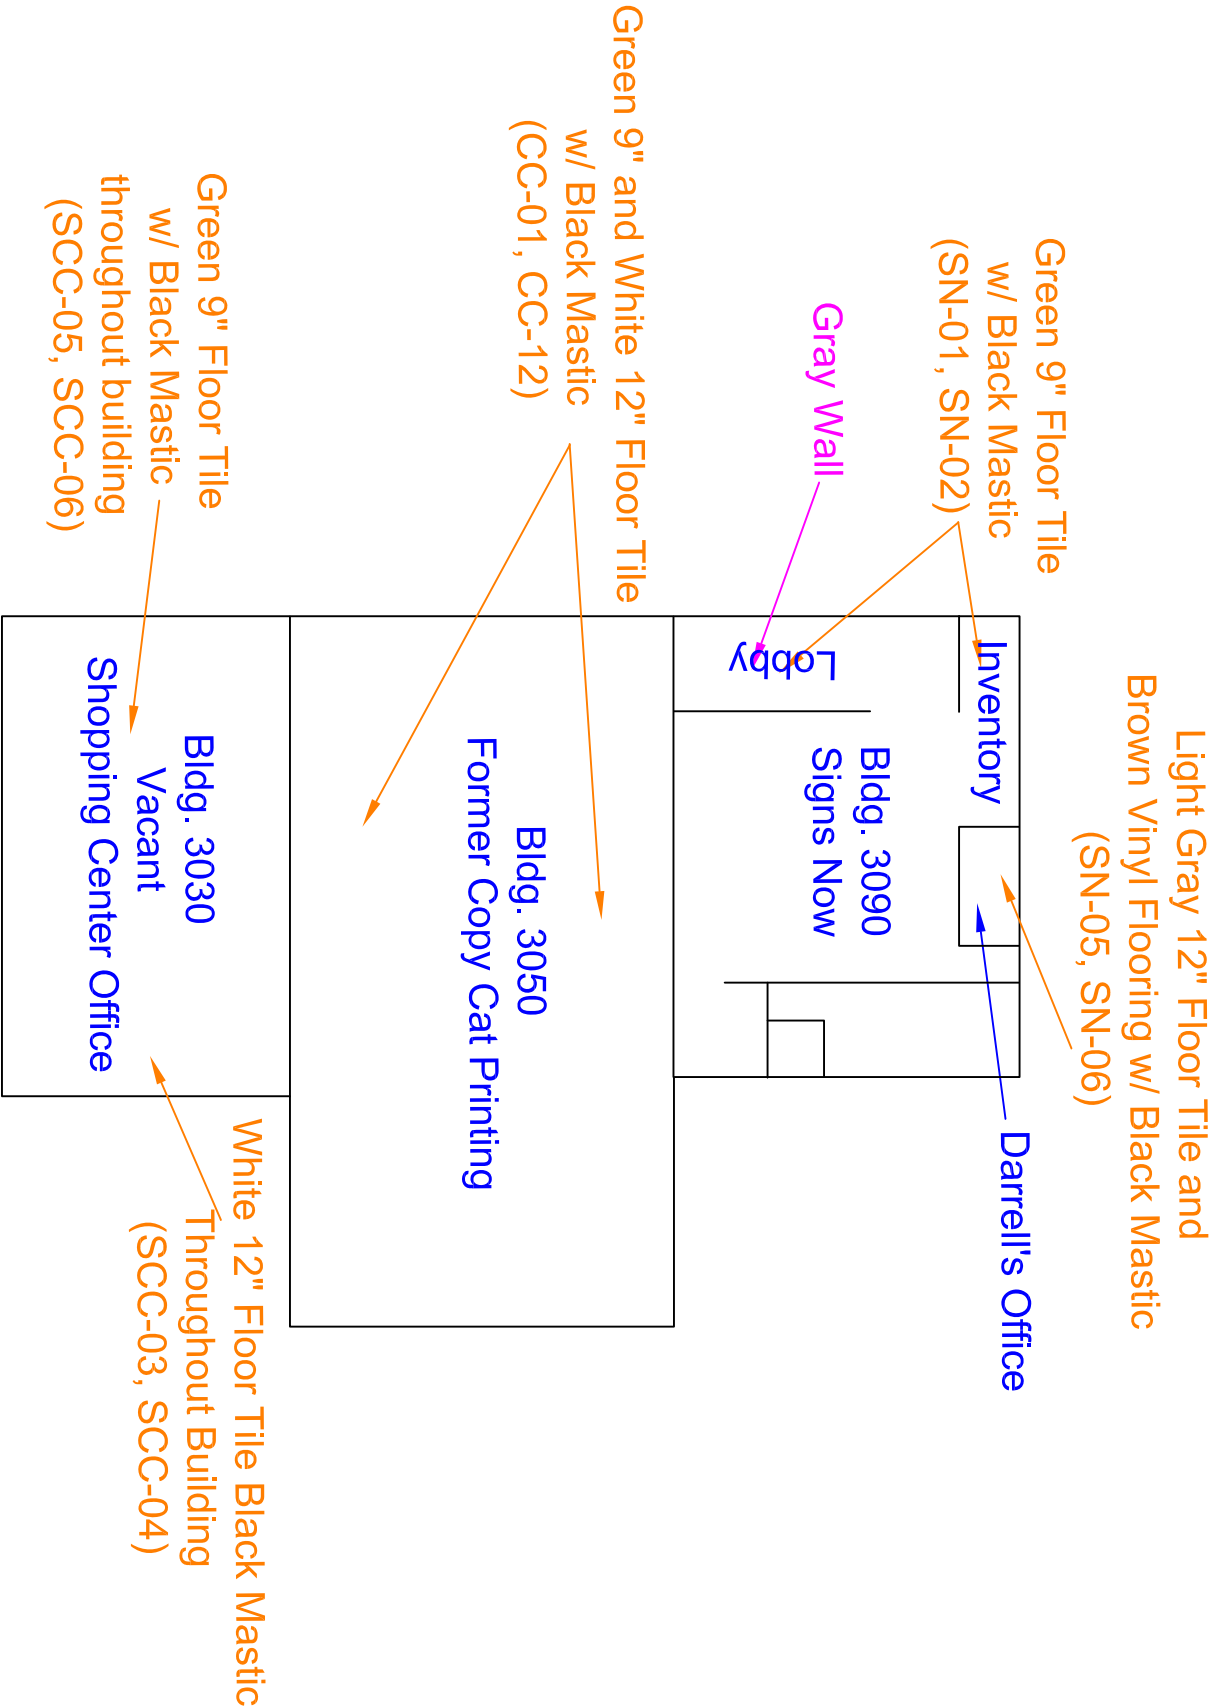 Light Gray 12" Floor Tile and
Brown Vinyl Flooring w/ Black Mastic
(SN-05, SN-06)
Green 9" Floor Tile
w/ Black Mastic
(SN-01, SN-02)
Inventory
Darrell's Office
Gray Wall
Lobby
Bldg. 3090
Signs Now
Green 9" and White 12" Floor Tile
w/ Black Mastic
(CC-01, CC-12)
Bldg. 3050
Former Copy Cat Printing
Green 9" Floor Tile
w/ Black Mastic
throughout building
(SCC-05, SCC-06)
Bldg. 3030
Vacant
Shopping Center Office
White 12" Floor Tile Black Mastic
Throughout Building
(SCC-03, SCC-04)